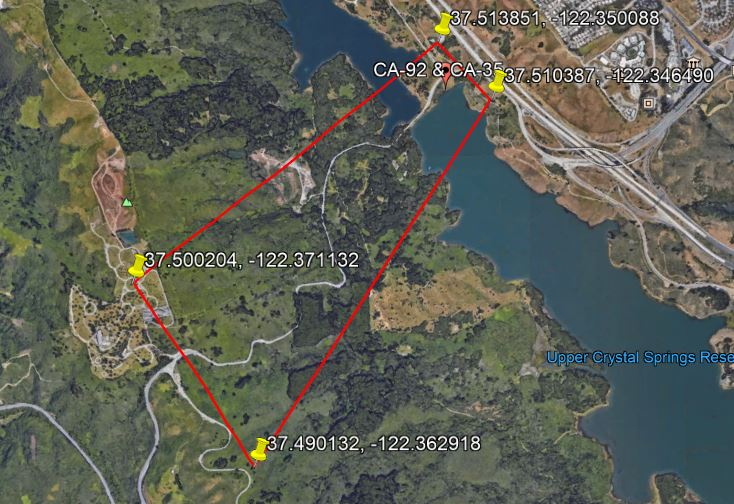 37.513851, -122.350088
CA-92 & CA-35
37.510387, -122.346490
37.500204, -122.371132
Upper Crystal Springs Rese
37.490132, -122.362918